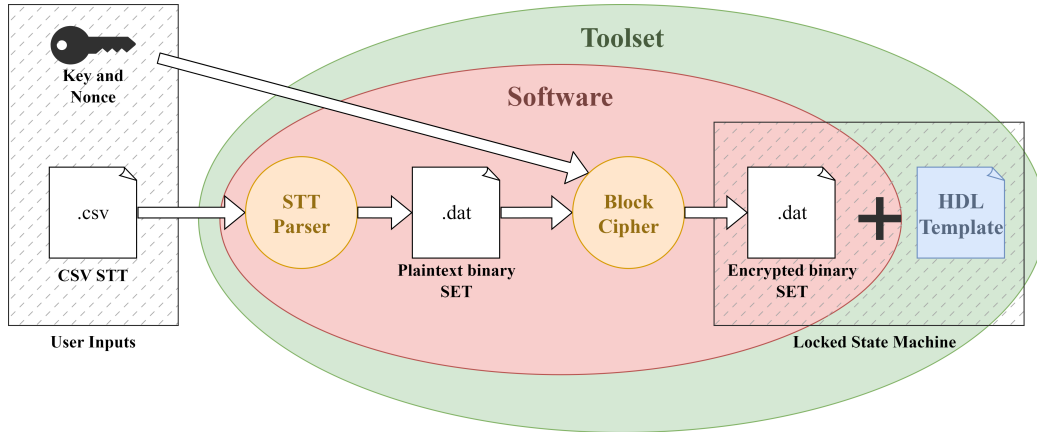 Toolset
Software
Key and
Nonce
.csv
CSV STT
User Inputs
STT
Parser
.dat
Plaintext binary
SET
Block
Cipher
.dat
Encrypted binary
SET
HDL
Template
Locked State Machine